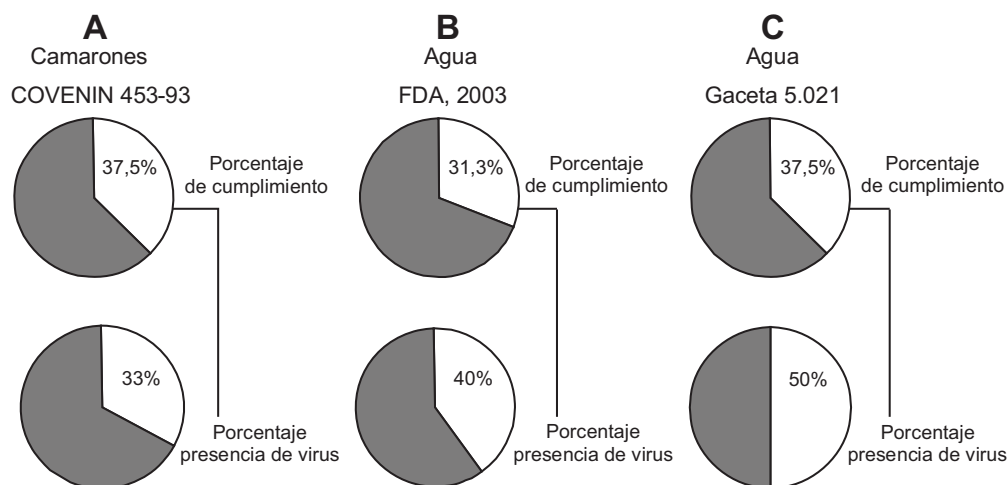 A
Camarones
COVENIN 453-93
37,5%
Porcentaje
de cumplimiento
33%
Porcentaje
presencia de virus
B
Agua
FDA, 2003
31,3%
Porcentaje
de cumplimiento
40%
Porcentaje
presencia de virus
C
Agua
Gaceta 5.021
37,5%
Porcentaje
de cumplimiento
50%
Porcentaje
presencia de virus